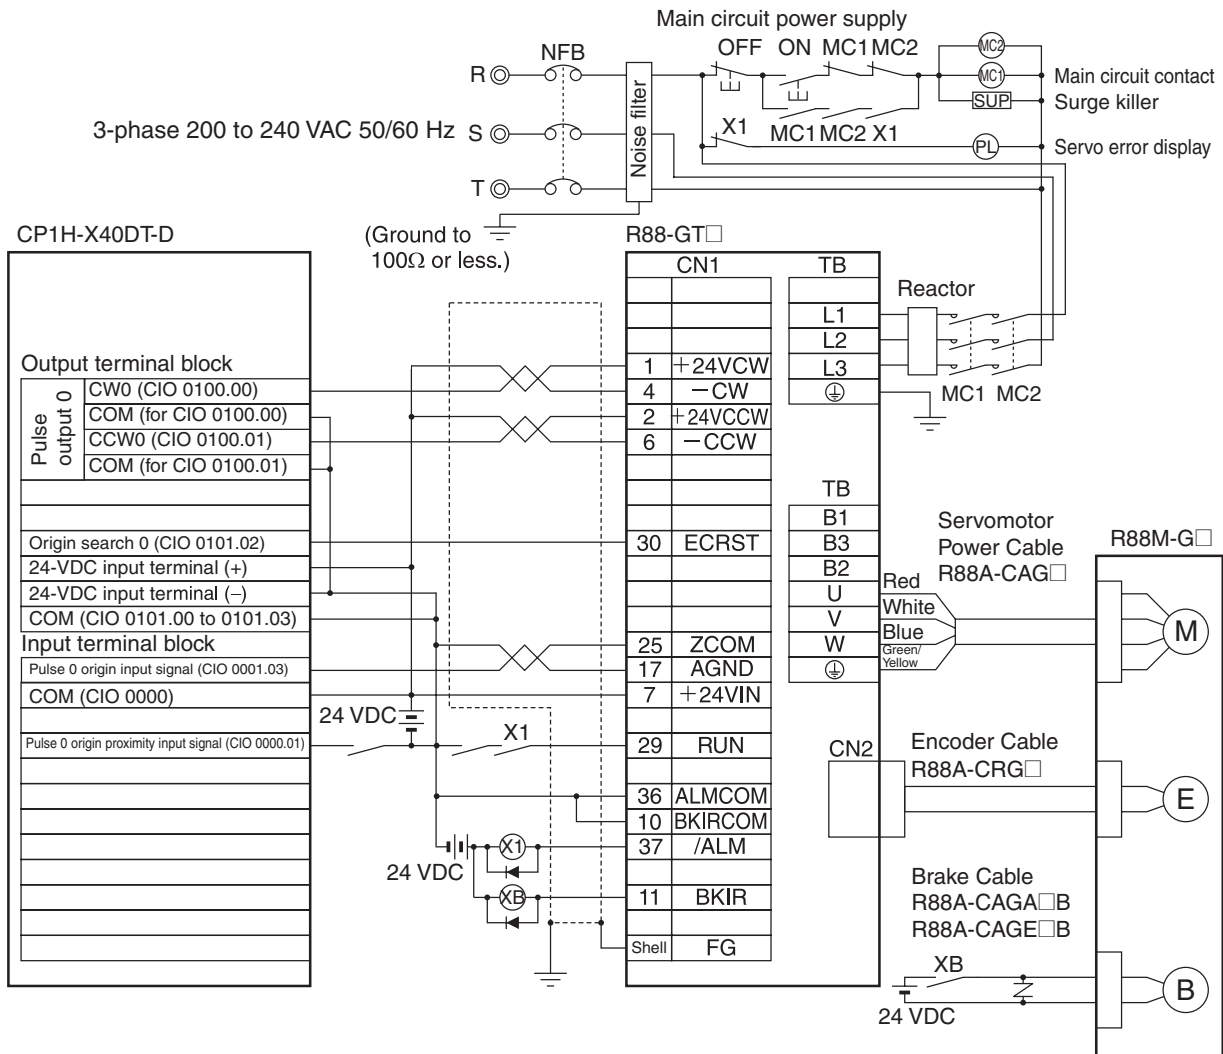 Main circuit power supply
OFF ON MC1 MC2
NFB
MC2
R
MC1
Main circuit contact
SUP
Surge killer
Noise filter
3-phase 200 to 240 VAC 50/60 Hz
S
X1
MC1 MC2 X1
PL
Servo error display
T
CP1H-X40DT-D
(Ground to
100Ω or less.)
R88-GT□
CN1
TB
Reactor
L1
L2
L3
MC1 MC2
Output terminal block
Pulse output 0
CW0 (CIO 0100.00)
COM (for CIO 0100.00)
CCW0 (CIO 0100.01)
COM (for CIO 0100.01)
Origin search 0 (CIO 0101.02)
24-VDC input terminal (+)
24-VDC input terminal (−)
COM (CIO 0101.00 to 0101.03)
Input terminal block
Pulse 0 origin input signal (CIO 0001.03)
COM (CIO 0000)
Pulse 0 origin proximity input signal (CIO 0000.01)
24 VDC
X1
24 VDC
X1
XB
1 +24VCW
4 −CW
2 +24VCCW
6 −CCW
30 ECRST
25 ZCOM
17 AGND
7 +24VIN
29 RUN
36 ALMCOM
10 BKIRCOM
37 /ALM
11 BKIR
Shell FG
TB
B1
B3
B2
U
V
W
Red
White
Blue
Green/
Yellow
Servomotor
Power Cable
R88A-CAG□
R88M-G□
M
CN2
Encoder Cable
R88A-CRG□
E
Brake Cable
R88A-CAGA□B
R88A-CAGE□B
XB
24 VDC
B